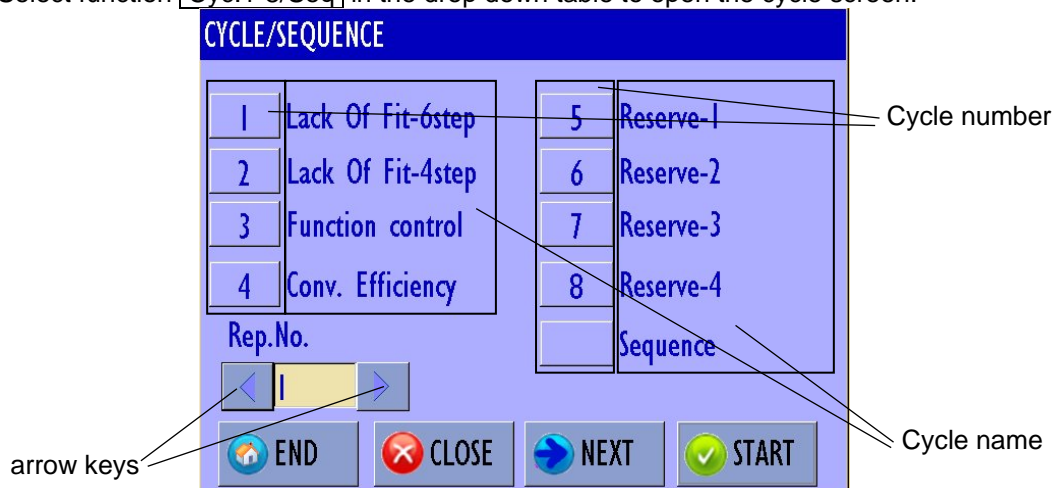 Select function Cycl-s/Seq in the drop down table to open the cycle screen.
CYCLE/SEQUENCE
1 Lack Of Fit-6step
2 Lack Of Fit-4step
3 Function control
4 Conv. Efficiency
5 Reserve-1
6 Reserve-2
7 Reserve-3
8 Reserve-4
Sequence
Rep.No.
1
END CLOSE NEXT START
Cycle number
Cycle name
arrow keys